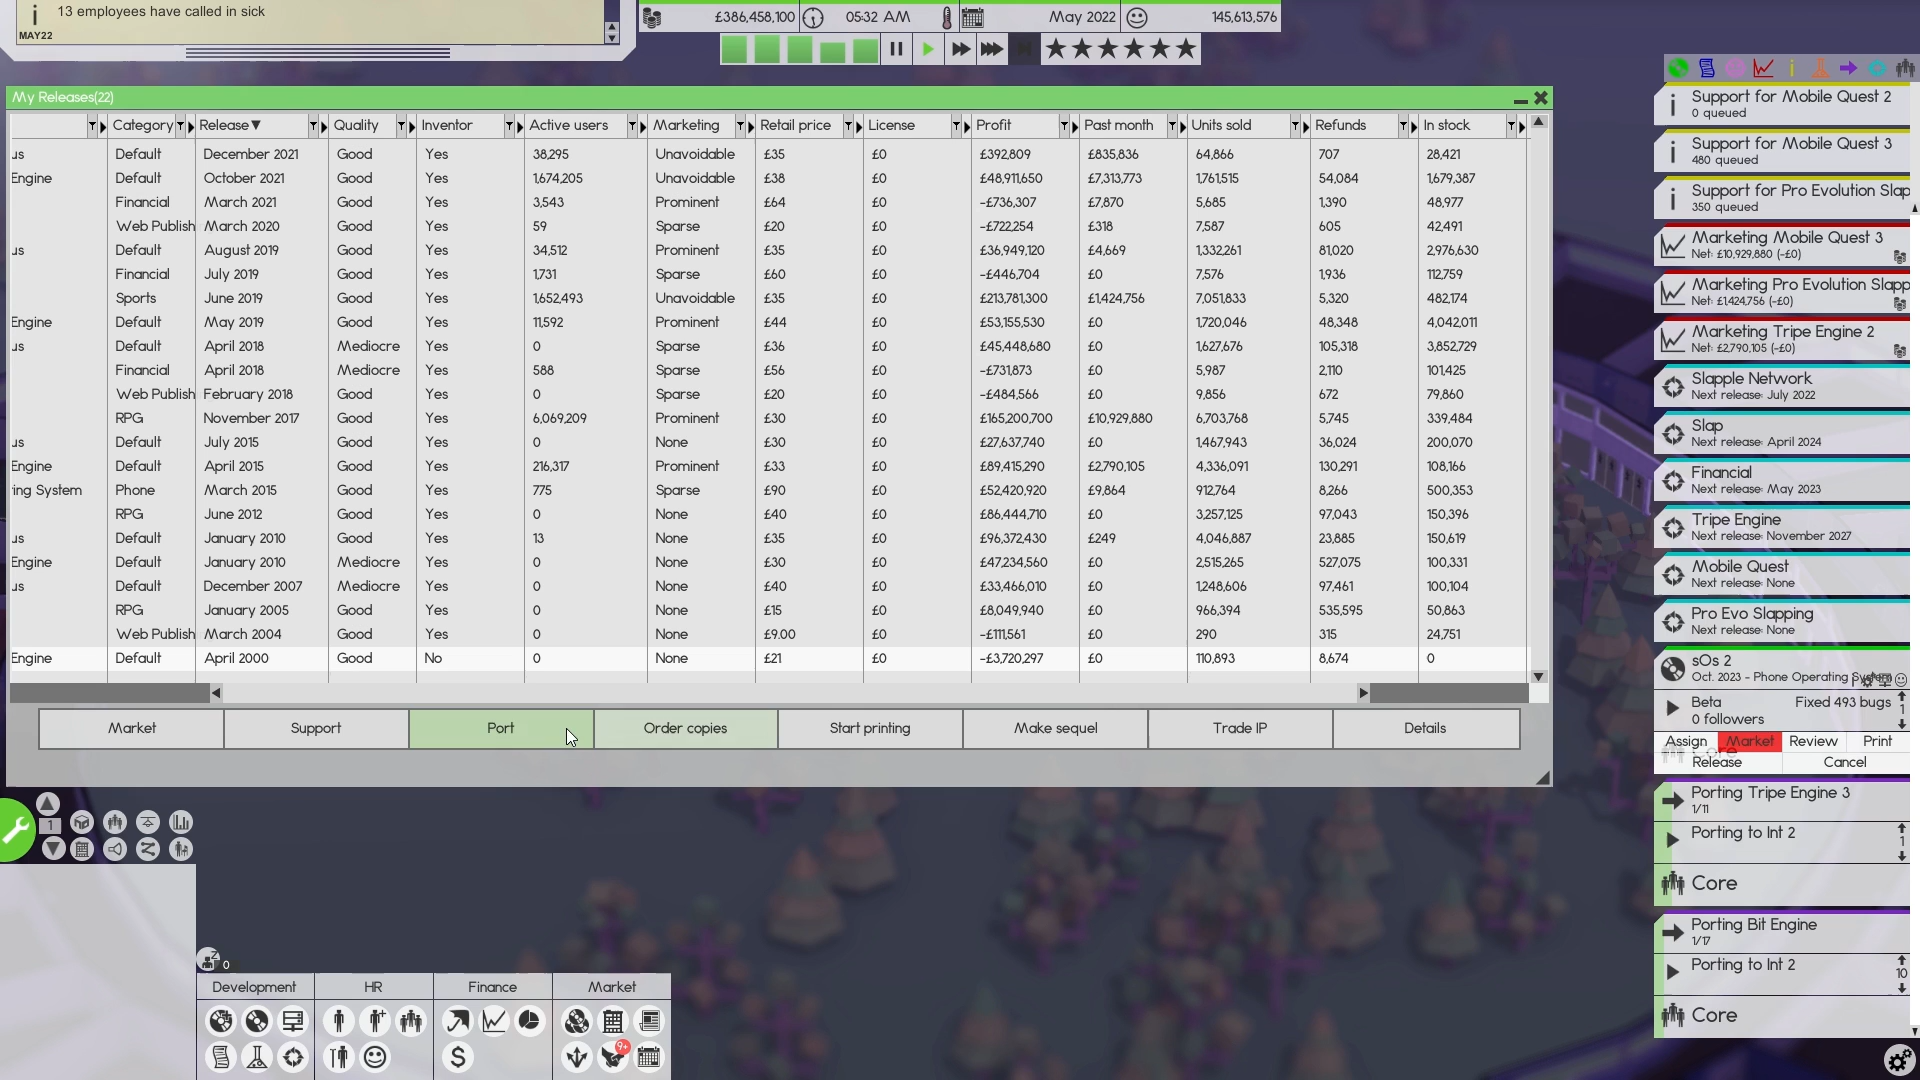 13 employees have called in sick
MAY22
£386,458,100
05:32 AM
May 2022
145,613,576
My Releases(22)
Category Release▼ Quality Inventor Active users Marketing Retail price License Profit Past month Units sold Refunds In stock
us Default December 2021 Good Yes 38,295 Unavoidable £35 £0 £392,809 £835,836 64,866 707 28,421
Engine Default October 2021 Good Yes 1,674,205 Unavoidable £38 £0 £48,911,650 £7,313,773 1,761,515 54,084 1,679,387
Financial March 2021 Good Yes 3,543 Prominent £64 £0 -£736,307 £7,870 5,685 1,390 48,977
Web Publish March 2020 Good Yes 59 Sparse £20 £0 -£722,254 £318 7,587 605 42,491
us Default August 2019 Good Yes 34,512 Prominent £35 £0 £36,949,120 £4,669 1,332,261 81,020 2,976,630
Financial July 2019 Good Yes 1,731 Sparse £60 £0 -£446,704 £0 7,576 1,936 112,759
Sports June 2019 Good Yes 1,652,493 Unavoidable £35 £0 £213,781,300 £1,424,756 7,051,833 5,320 482,174
Engine Default May 2019 Good Yes 11,592 Prominent £44 £0 £53,155,530 £0 1,720,046 48,348 4,042,011
us Default April 2018 Mediocre Yes 0 Sparse £36 £0 £45,448,680 £0 1,627,676 105,318 3,852,729
Financial April 2018 Mediocre Yes 588 Sparse £56 £0 -£731,873 £0 5,987 2,110 101,425
Web Publish February 2018 Good Yes 0 Sparse £20 £0 -£484,566 £0 9,856 672 79,860
RPG November 2017 Good Yes 6,069,209 Prominent £30 £0 £165,200,700 £10,929,880 6,703,768 5,745 339,484
us Default July 2015 Good Yes 0 None £30 £0 £27,637,740 £0 1,467,943 36,024 200,070
Engine Default April 2015 Good Yes 216,317 Prominent £33 £0 £89,415,290 £2,790,105 4,336,091 130,291 108,166
ing System Phone March 2015 Good Yes 775 Sparse £90 £0 £52,420,920 £9,864 912,764 8,266 500,353
RPG June 2012 Good Yes 0 None £40 £0 £86,444,710 £0 3,257,125 97,043 150,396
us Default January 2010 Good Yes 13 None £35 £0 £96,372,430 £249 4,046,887 23,885 150,619
Engine Default January 2010 Mediocre Yes 0 None £30 £0 £47,234,560 £0 2,515,265 527,075 100,331
us Default December 2007 Mediocre Yes 0 None £40 £0 £33,466,010 £0 1,248,606 97,461 100,104
RPG January 2005 Good Yes 0 None £15 £0 £8,049,940 £0 966,394 535,595 50,863
Web Publish March 2004 Good Yes 0 None £9.00 £0 -£111,561 £0 290 315 24,751
Engine Default April 2000 Good No 0 None £21 £0 -£3,720,297 £0 110,893 8,674 0
Market Support Port Order copies Start printing Make sequel Trade IP Details
Support for Mobile Quest 2
0 queued
Support for Mobile Quest 3
480 queued
Support for Pro Evolution Slap
350 queued
Marketing Mobile Quest 3
Net: £10,929,880 (-£0)
Marketing Pro Evolution Slapp
Net: £1,424,756 (-£0)
Marketing Tripe Engine 2
Net: £2,790,105 (-£0)
Slapple Network
Next release: July 2022
Slap
Next release: April 2024
Financial
Next release: May 2023
Tripe Engine
Next release: November 2027
Mobile Quest
Next release: None
Pro Evo Slapping
Next release: None
sOs 2
Oct. 2023 - Phone Operating System
Beta Fixed 493 bugs
0 followers
1
Assign Market Review Print
Core
Release Cancel
Porting Tripe Engine 3
1/11
Porting to Int 2
1
Core
Porting Bit Engine
1/17
Porting to Int 2
10
Core
1
0
Development HR Finance Market
9+